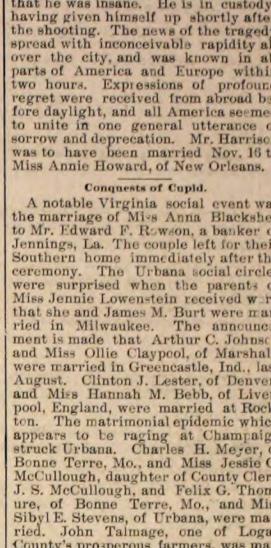 that he was insane. He is in custody
having given himself up shortly afte
the shooting. The news of the traged
spread with inconceivable rapidity a
over the city, and was known in a
parts of America and Europe withi
two hours. Expressions of profoun
regret were received from abroad b
fore daylight, and all America seeme
to unite in one general utterance
sorrow and deprecation. Mr. Harriso
was to have been married Nov. 16 t
Miss Annie Howard, of New Orleans.
Conquests of Cupid.
A notable Virginia social event wa
the marriage of Miss Anna Blackshe
to Mr. Edward F. Rowson, a banker
Jennings, La. The couple left for thei
Southern home immediately after th
ceremony. The Urbana social circle
were surprised when the parents
Miss Jennie Lowenstein received w r
that she and James M. Burt were mar
ried in Milwaukee. The announc
ment is made that Arthur C. Johnso
and Miss Ollie Claypool, of Marshal
were married in Greencastle, Ind., la
August. Clinton J. Lester, of Denve
and Miss Hannah M. Bebb, of Live
pool, England, were married at Rock
ton. The matrimonial epidemic whic
appears to be raging at Champaig
struck Urbana. Charles H. Meyer,
Bonne Terre, Mo., and Miss Jessie
McCullough, daughter of County Cler
J. S. McCullough, and Felix G. Thom
ure, of Bonne Terre, Mo., and Mi
Sibyl E. Stevens, of Urbana, were ma
ried. John Talmage, one of Loga
County's prosperous farmers, was m